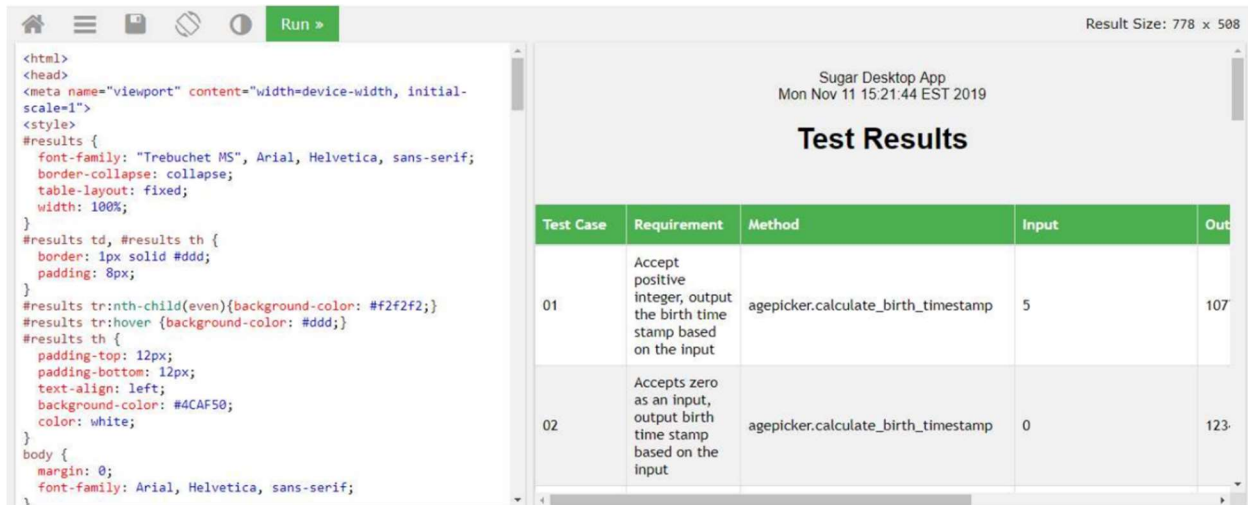 Run »
Result Size: 778 x 508
<html>
<head>
<meta name="viewport" content="width=device-width, initial-
scale=1">
<style>
#results {
font-family: "Trebuchet MS", Arial, Helvetica, sans-serif;
border-collapse: collapse;
table-layout: fixed;
width: 100%;
}
#results td, #results th {
border: 1px solid #ddd;
padding: 8px;
}
#results tr:nth-child(even){background-color: #f2f2f2;}
#results tr:hover {background-color: #ddd;}
#results th {
padding-top: 12px;
padding-bottom: 12px;
text-align: left;
background-color: #4CAF50;
color: white;
}
body {
margin: 0;
font-family: Arial, Helvetica, sans-serif;
}
Sugar Desktop App
Mon Nov 11 15:21:44 EST 2019
Test Results
Test Case Requirement Method Input Out
Accept
positive
integer, output
01 the birth time agepicker.calculate_birth_timestamp 5 107
stamp based
on the input
Accepts zero
as an input,
output birth
02 time stamp agepicker.calculate_birth_timestamp 0 123
based on the
input